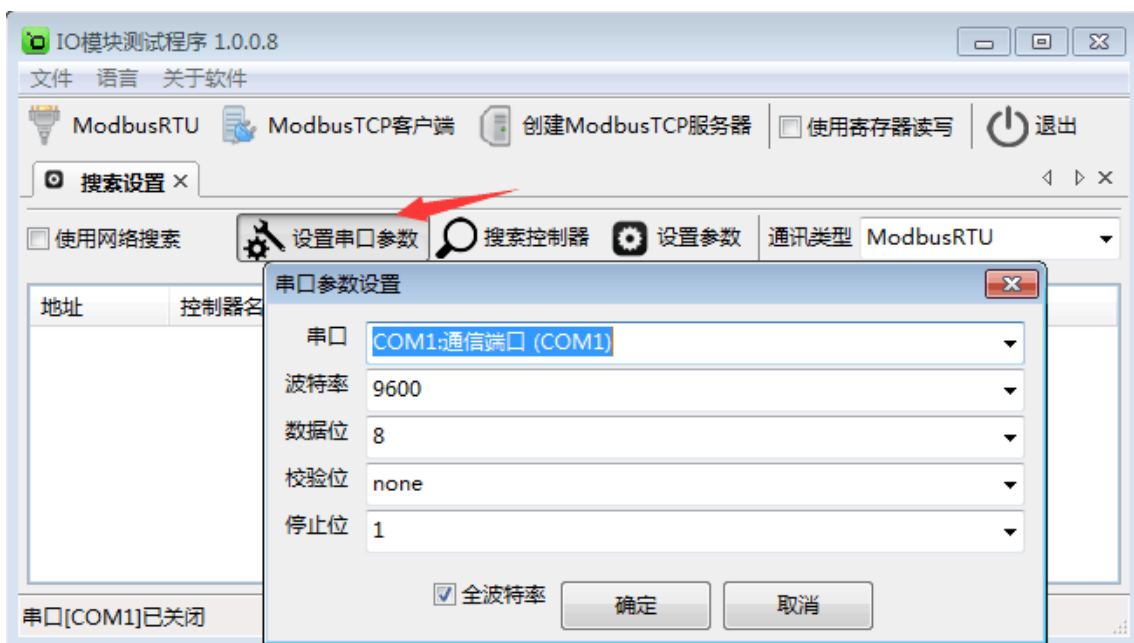 IO模块测试程序 1.0.0.8
文件 语言 关于软件
ModbusRTU ModbusTCP客户端 创建ModbusTCP服务器 使用寄存器读写 退出
搜索设置
使用网络搜索 设置串口参数 搜索控制器 设置参数 通讯类型 ModbusRTU
串口参数设置
地址 控制器名
串口 COM1:通信端口 (COM1)
波特率 9600
数据位 8
校验位 none
停止位 1
全波特率 确定 取消
串口[COM1]已关闭